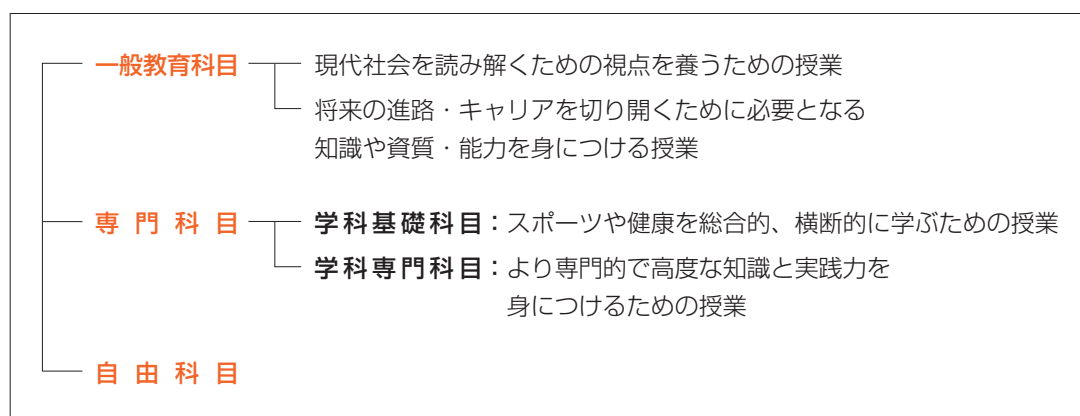 一般教育科目 現代社会を読み解くための視点を養うための授業
将来の進路・キャリアを切り開くために必要となる
知識や資質・能力を身につける授業
専門科目 学科基礎科目：スポーツや健康を総合的、横断的に学ぶための授業
学科専門科目：より専門的で高度な知識と実践力を
身につけるための授業
自由科目